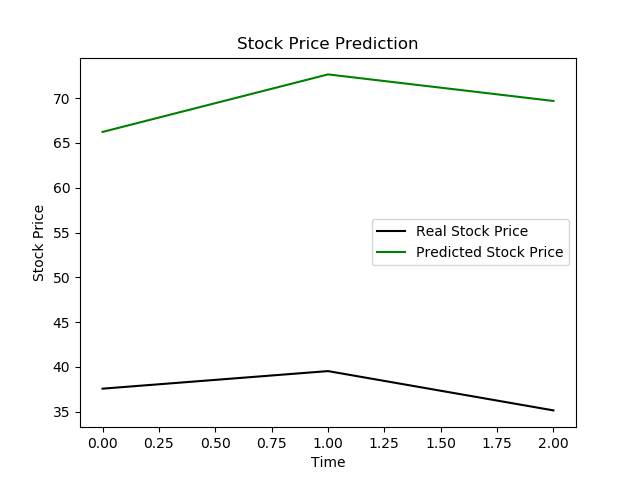 Stock Price Prediction
Stock Price
70
65
60
55
50
45
40
35
Real Stock Price
Predicted Stock Price
0.00 0.25 0.50 0.75 1.00 1.25 1.50 1.75 2.00
Time